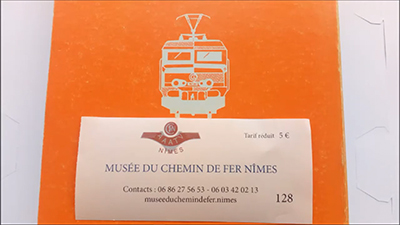 Tarif réduit 5 €
NIMES
MUSÉE DU CHEMIN DE FER NÎMES
Contacts : 06 86 27 56 53 - 06 03 42 02 13
museeduchemindefer.nimes
128